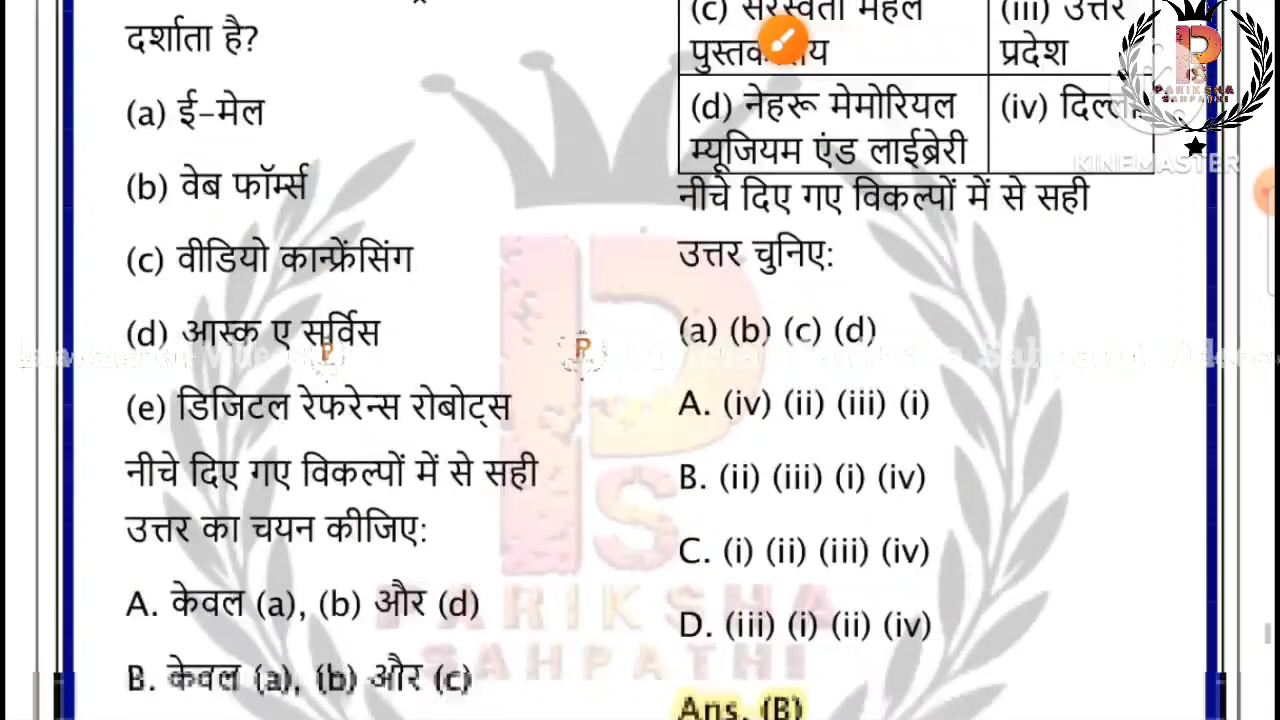 दर्शाता है?
(a) ई-मेल
(b) वेब फॉर्म्स
(c) वीडियो कान्फ्रेंसिंग
(d) आस्क ए सर्विस
(e) डिजिटल रेफरेन्स रोबोट्स
नीचे दिए गए विकल्पों में से सही
उत्तर का चयन कीजिए:
A. केवल (a), (b) और (d)
B. केवल (a), (b) और (c)
(c) सरस्वती महल
(iii) उत्तर
प्रदेश
(d) नेहरू मेमोरियल
म्यूजियम एंड लाईब्रेरी
(iv)
नीचे दिए गए विकल्पों में से सही
उत्तर चुनिए:
(a) (b) (c) (d)
A. (iv) (ii) (iii) (i)
B. (ii) (iii) (i) (iv)
C. (i) (ii) (iii) (iv)
D. (iii) (i) (ii) (iv)
Ans. (B)
PARIKSHA
SAHPATHI
PARIKSHA
SAHPATHI
KINEMASTER